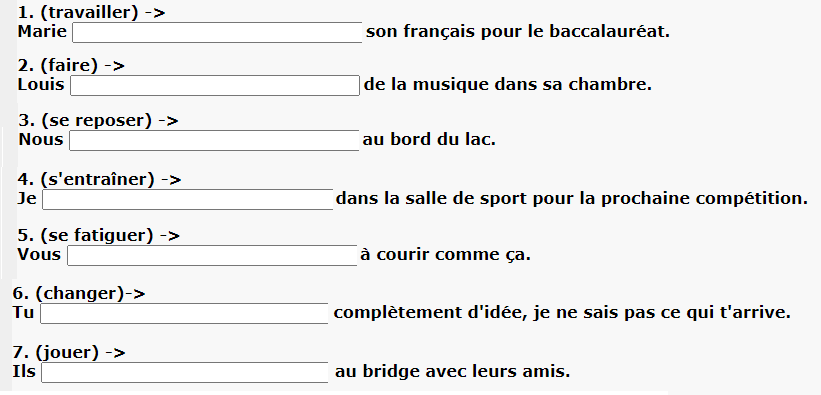 1. (travailler) ->
Marie son français pour le baccalauréat.
2. (faire) ->
Louis de la musique dans sa chambre.
3. (se reposer) ->
Nous au bord du lac.
4. (s'entraîner) ->
Je dans la salle de sport pour la prochaine compétition.
5. (se fatiguer) ->
Vous à courir comme ça.
6. (changer)->
Tu complètement d'idée, je ne sais pas ce qui t'arrive.
7. (jouer) ->
Ils au bridge avec leurs amis.